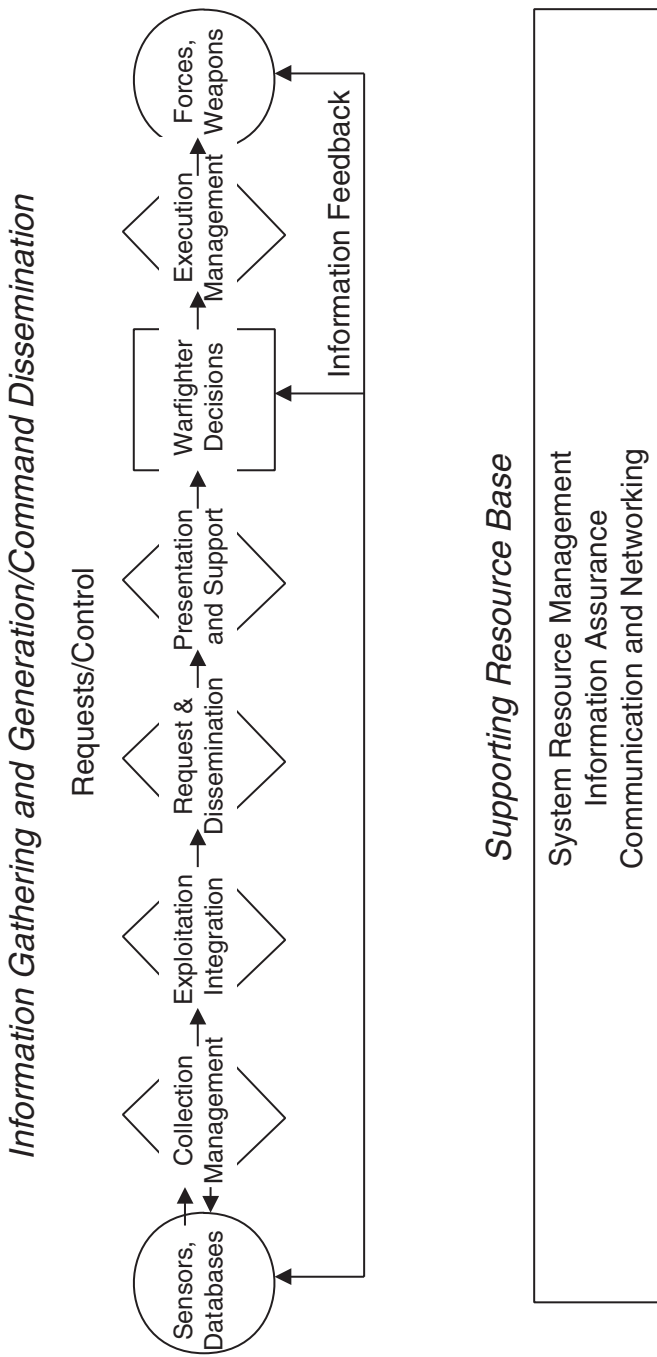 Information Gathering and Generation/Command Dissemination
Requests/Control
Sensors,
Databases
Collection
Management
Exploitation
Integration
Request &
Dissemination
Presentation
and Support
Warfighter
Decisions
Execution
Management
Forces,
Weapons
Information Feedback
Supporting Resource Base
System Resource Management
Information Assurance
Communication and Networking